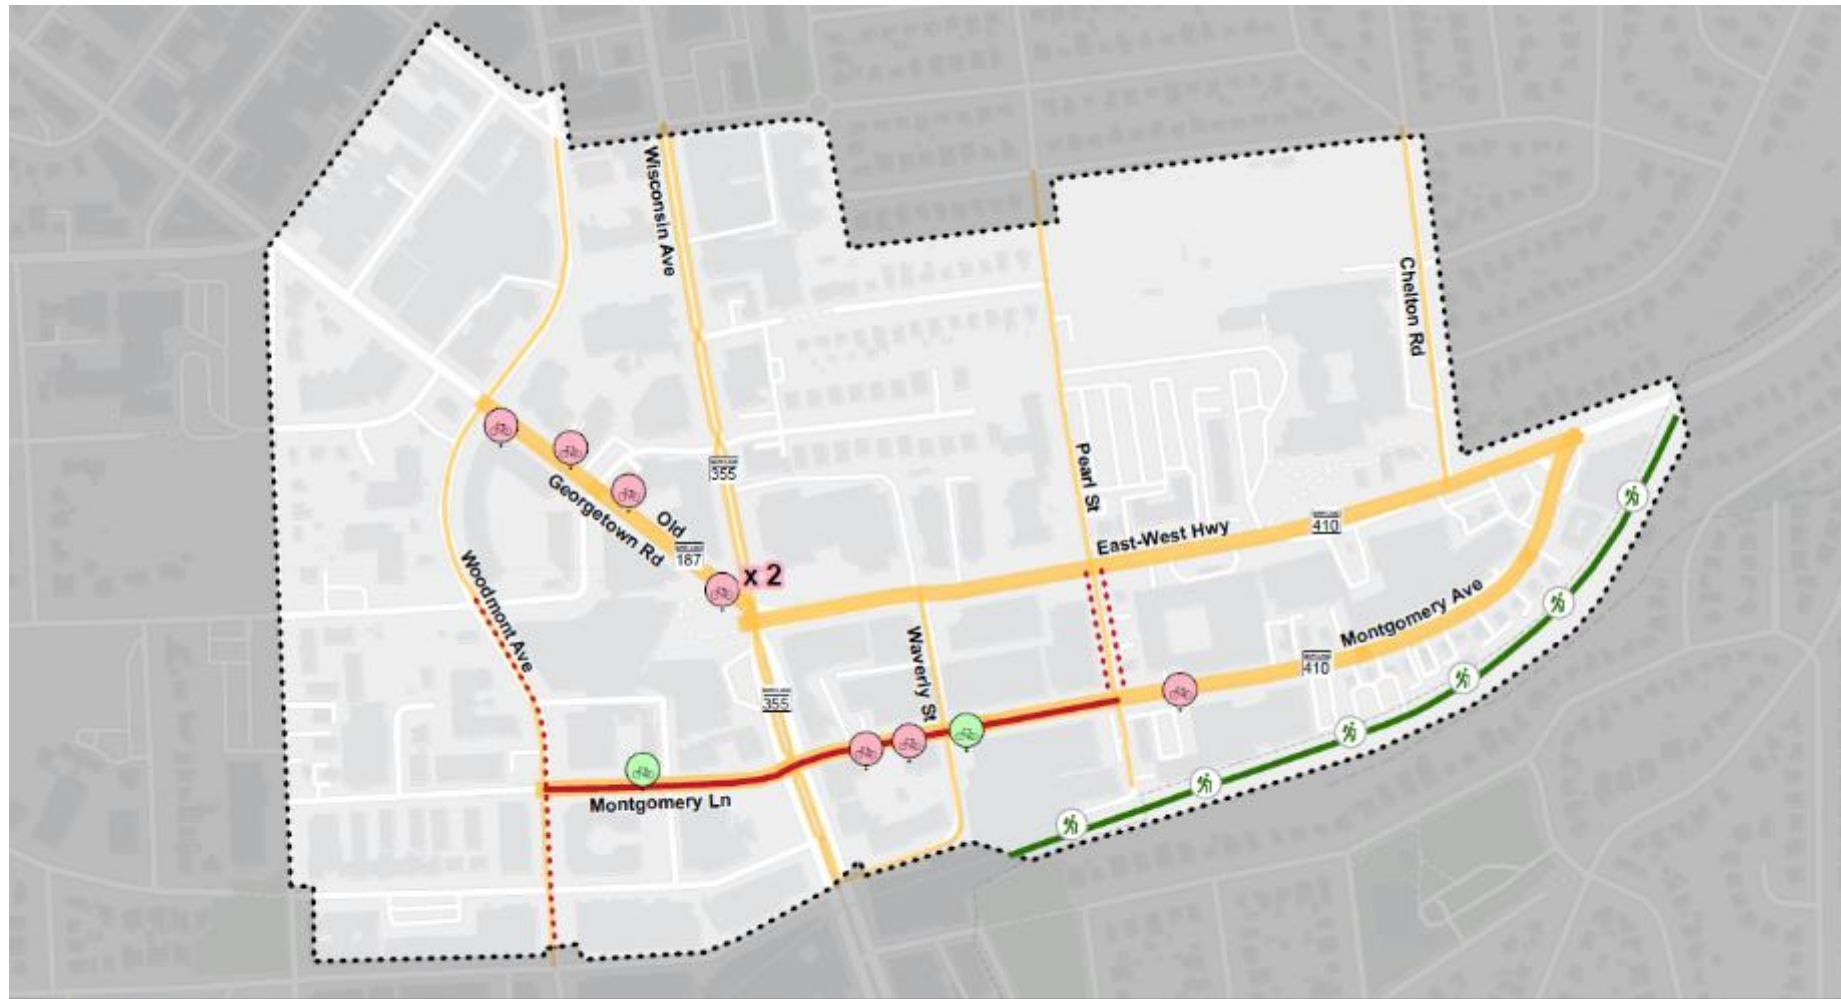 Wisconsin Ave
Chelton Rd
355
Pearl St
Old
Georgetown Rd
187
x 2
East-West Hwy
410
Woodmont Ave
Waverly St
Montgomery Ave
410
355
Montgomery Ln